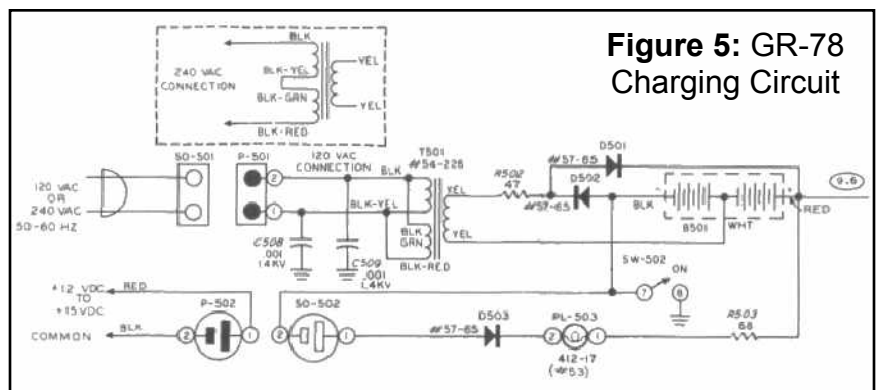 Figure 5: GR-78
Charging Circuit
240 VAC
CONNECTION
BLK
BLK-YEL
BLK-GRN
BLK-RED
YEL
YEL
SO-501
P-501
120 VAC
CONNECTION
120 VAC
OR
240 VAC
50-60 HZ
2
1
BLK
BLK-YEL
BLK
GRN
BLK-RED
T501
#54-226
C508
.001
1.4KV
C509
.001
1.4KV
YEL
YEL
R502
47
#57-65
D501
D502
#57-65
BLK
-
+
B501
WHT
RED
9.6
SW-502
ON
7
8
+12 VDC
TO
+15VDC
RED
COMMON
BLK
P-502
2
1
SO-502
2
1
D503
#57-65
PL-503
2
1
412-17
(#53)
R503
68